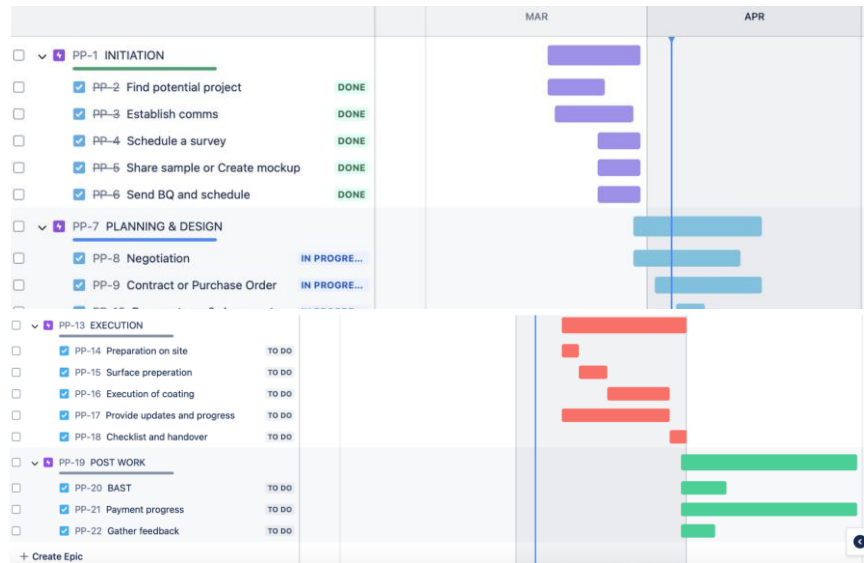 MAR APR
PP-1 INITIATION
PP-2 Find potential project DONE
PP-3 Establish comms DONE
PP-4 Schedule a survey DONE
PP-5 Share sample or Create mockup DONE
PP-6 Send BQ and schedule DONE
PP-7 PLANNING & DESIGN
PP-8 Negotiation IN PROGRE...
PP-9 Contract or Purchase Order IN PROGRE...
PP-13 EXECUTION
PP-14 Preparation on site TO DO
PP-15 Surface preperation TO DO
PP-16 Execution of coating TO DO
PP-17 Provide updates and progress TO DO
PP-18 Checklist and handover TO DO
PP-19 POST WORK
PP-20 BAST TO DO
PP-21 Payment progress TO DO
PP-22 Gather feedback TO DO
+ Create Epic